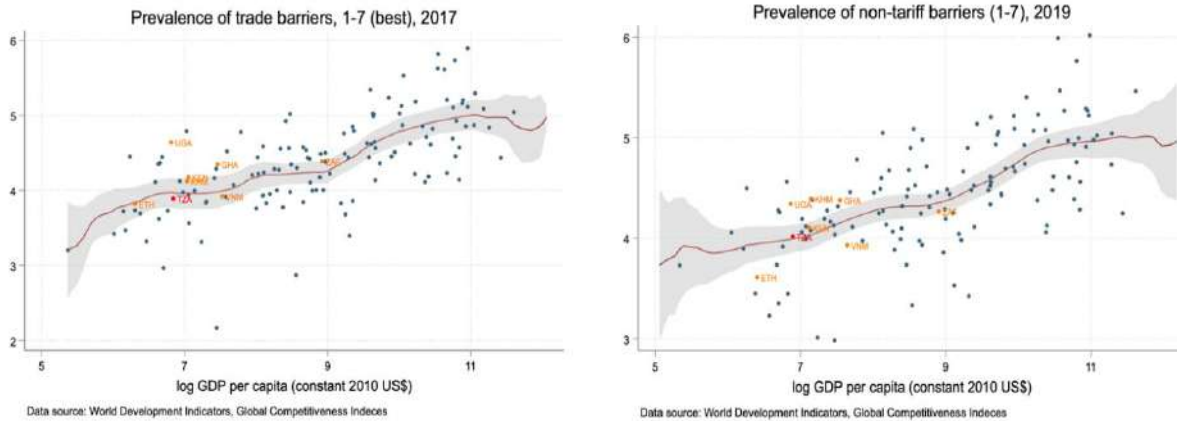 Prevalence of trade barriers, 1-7 (best), 2017
6
5
4
3
2
UGA
GHA
ZAF
ETH
TZA
VNM
5
7
9
11
log GDP per capita (constant 2010 US$)
Data source: World Development Indicators, Global Competitiveness Indeces
Prevalence of non-tariff barriers (1-7), 2019
6
5
4
3
UGA
KHM
GHA
ZAF
VNM
ETH
5
7
9
11
log GDP per capita (constant 2010 US$)
Data source: World Development Indicators, Global Competitiveness Indeces